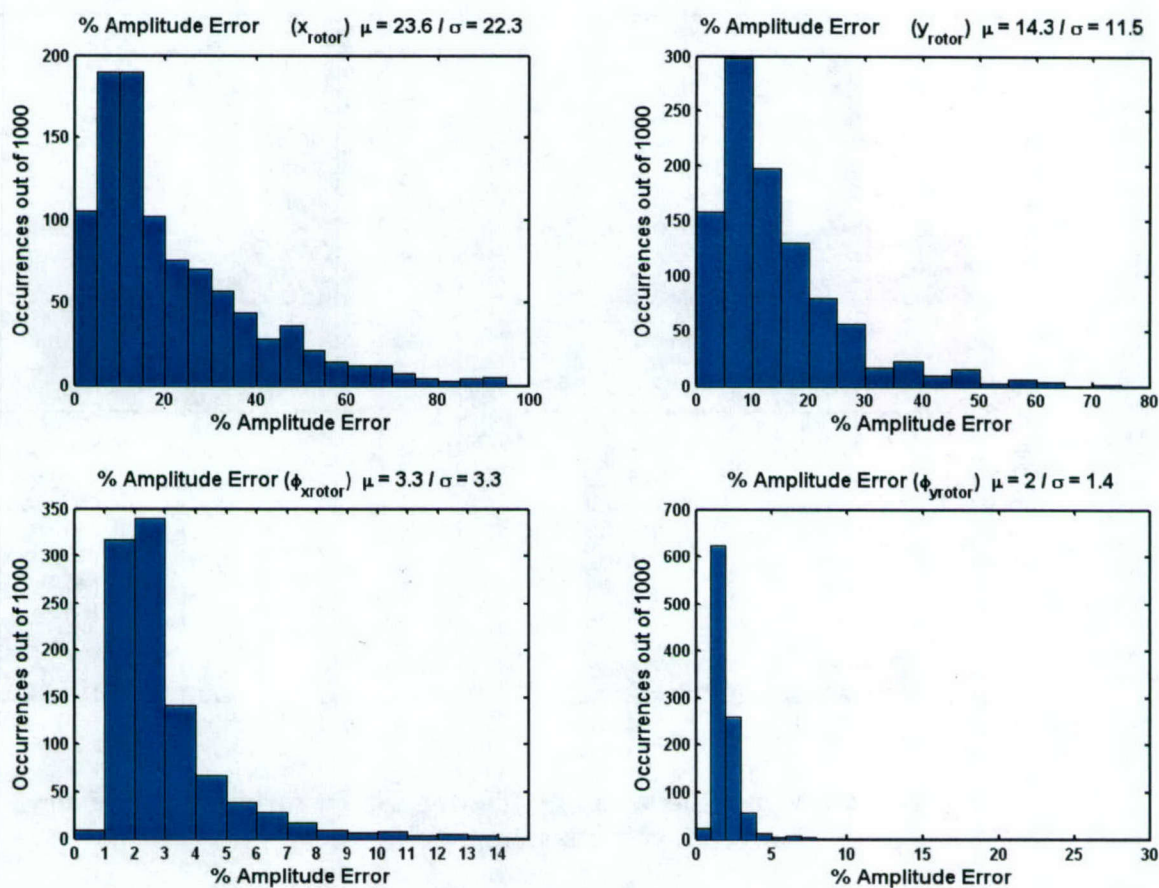 % Amplitude Error (x_rotor) μ = 23.6 / σ = 22.3
200
150
100
50
0
Occurrences out of 1000
0 20 40 60 80 100
% Amplitude Error
% Amplitude Error (y_rotor) μ = 14.3 / σ = 11.5
300
250
200
150
100
50
0
Occurrences out of 1000
0 10 20 30 40 50 60 70 80
% Amplitude Error
% Amplitude Error (ϕ_xrotor) μ = 3.3 / σ = 3.3
350
300
250
200
150
100
50
0
Occurrences out of 1000
0 1 2 3 4 5 6 7 8 9 10 11 12 13 14
% Amplitude Error
% Amplitude Error (ϕ_yrotor) μ = 2 / σ = 1.4
700
600
500
400
300
200
100
0
Occurrences out of 1000
0 5 10 15 20 25 30
% Amplitude Error